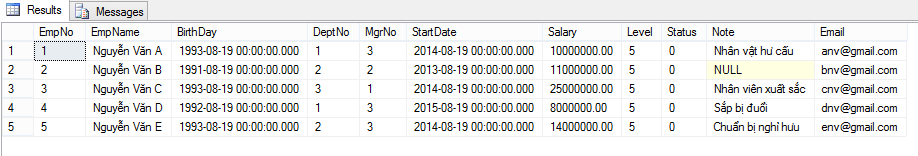 Results Messages
EmpNo EmpName BirthDay DeptNo MgrNo StartDate Salary Level Status Note Email
1 1 Nguyễn Văn A 1993-08-19 00:00:00.000 1 3 2014-08-19 00:00:00.000 10000000.00 5 0 Nhân vật hư cấu anv@gmail.com
2 2 Nguyễn Văn B 1991-08-19 00:00:00.000 2 2 2013-08-19 00:00:00.000 11000000.00 5 0 NULL bnv@gmail.com
3 3 Nguyễn Văn C 1993-08-19 00:00:00.000 3 1 2014-08-19 00:00:00.000 25000000.00 5 0 Nhân viên xuất sắc cnv@gmail.com
4 4 Nguyễn Văn D 1992-08-19 00:00:00.000 1 3 2015-08-19 00:00:00.000 8000000.00 5 0 Sắp bị đuổi dnv@gmail.com
5 5 Nguyễn Văn E 1993-08-19 00:00:00.000 2 3 2014-08-19 00:00:00.000 14000000.00 5 0 Chuẩn bị nghỉ hưu env@gmail.com